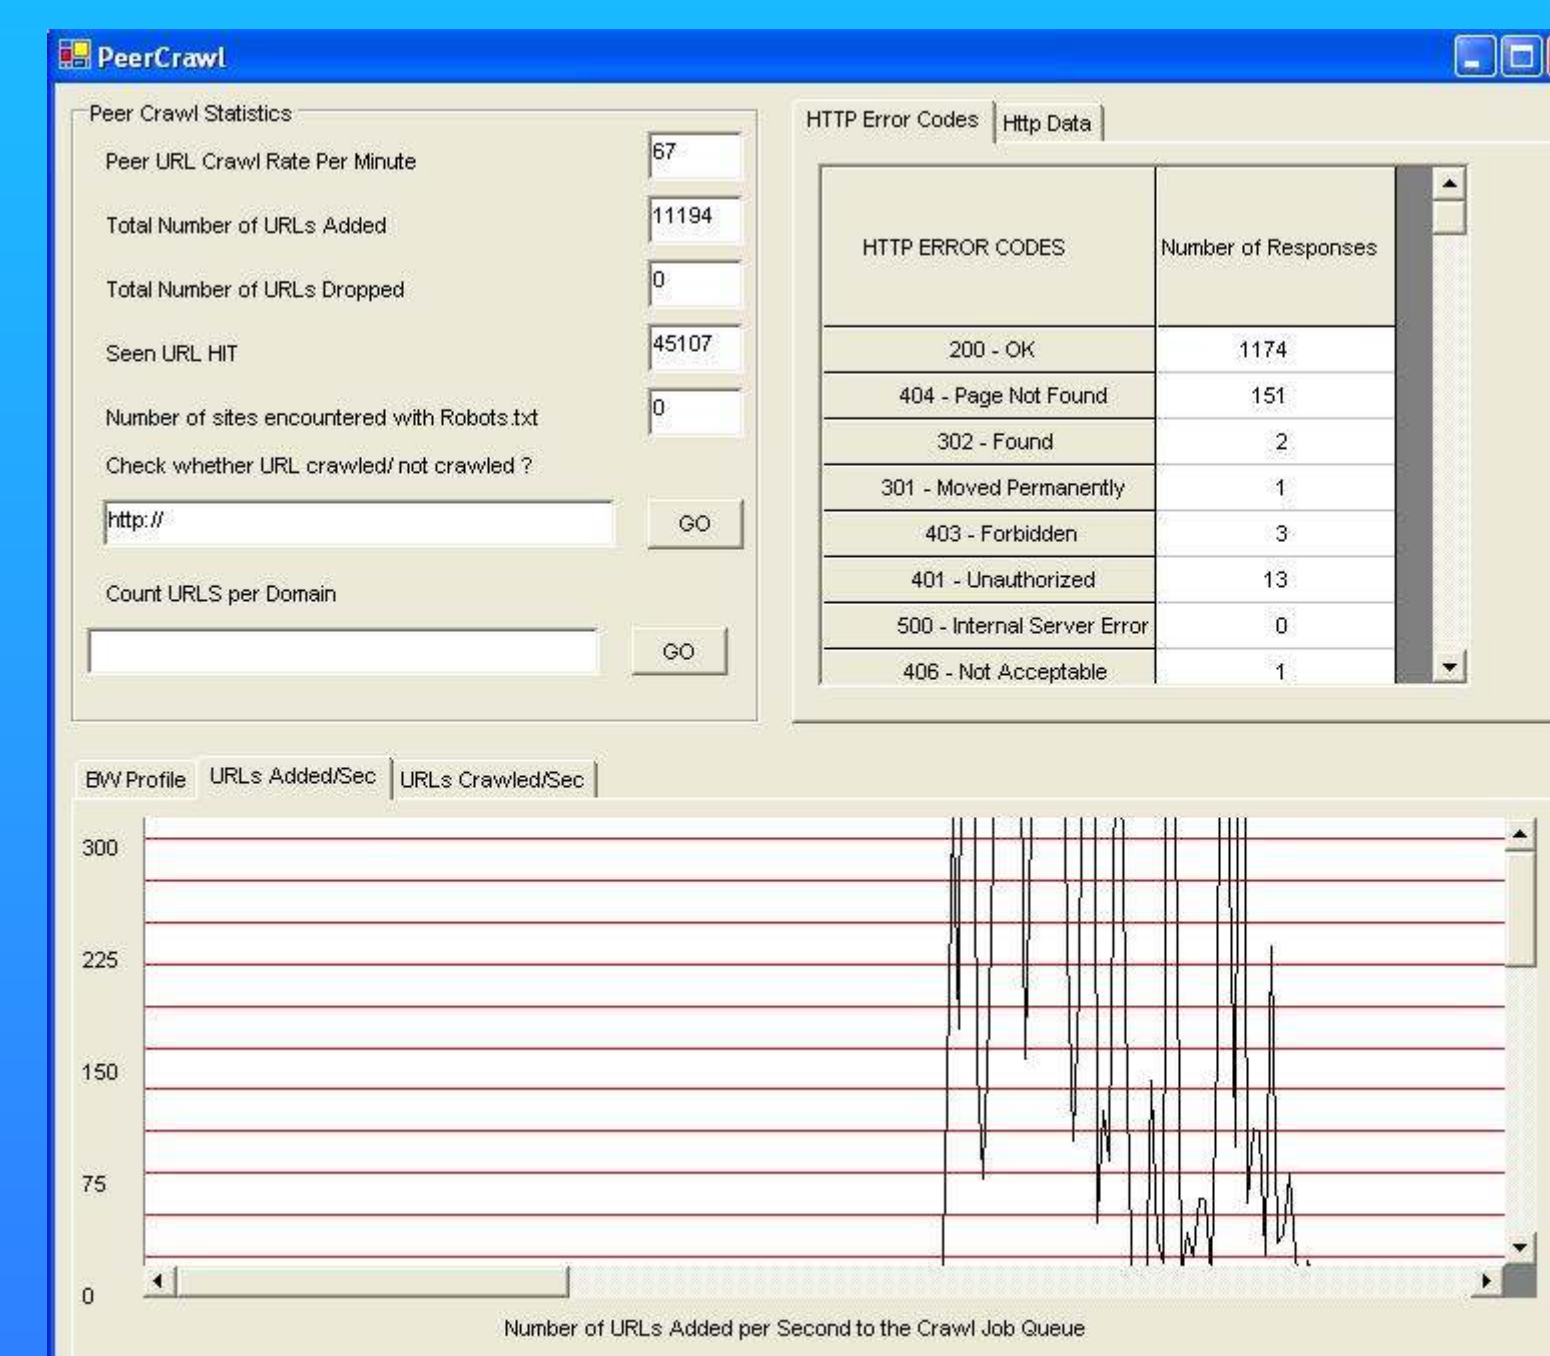 PeerCrawl
Peer Crawl Statistics
Peer URL Crawl Rate Per Minute 67
Total Number of URLs Added 11194
Total Number of URLs Dropped 0
Seen URL HIT 45107
Number of sites encountered with Robots.txt 0
Check whether URL crawled/ not crawled ?
http:// GO
Count URLS per Domain
GO
HTTP Error Codes Http Data
HTTP ERROR CODES Number of Responses
200 - OK 1174
404 - Page Not Found 151
302 - Found 2
301 - Moved Permanently 1
403 - Forbidden 3
401 - Unauthorized 13
500 - Internal Server Error 0
406 - Not Acceptable 1
BW Profile URLs Added/Sec URLs Crawled/Sec
300
225
150
75
0
Number of URLs Added per Second to the Crawl Job Queue